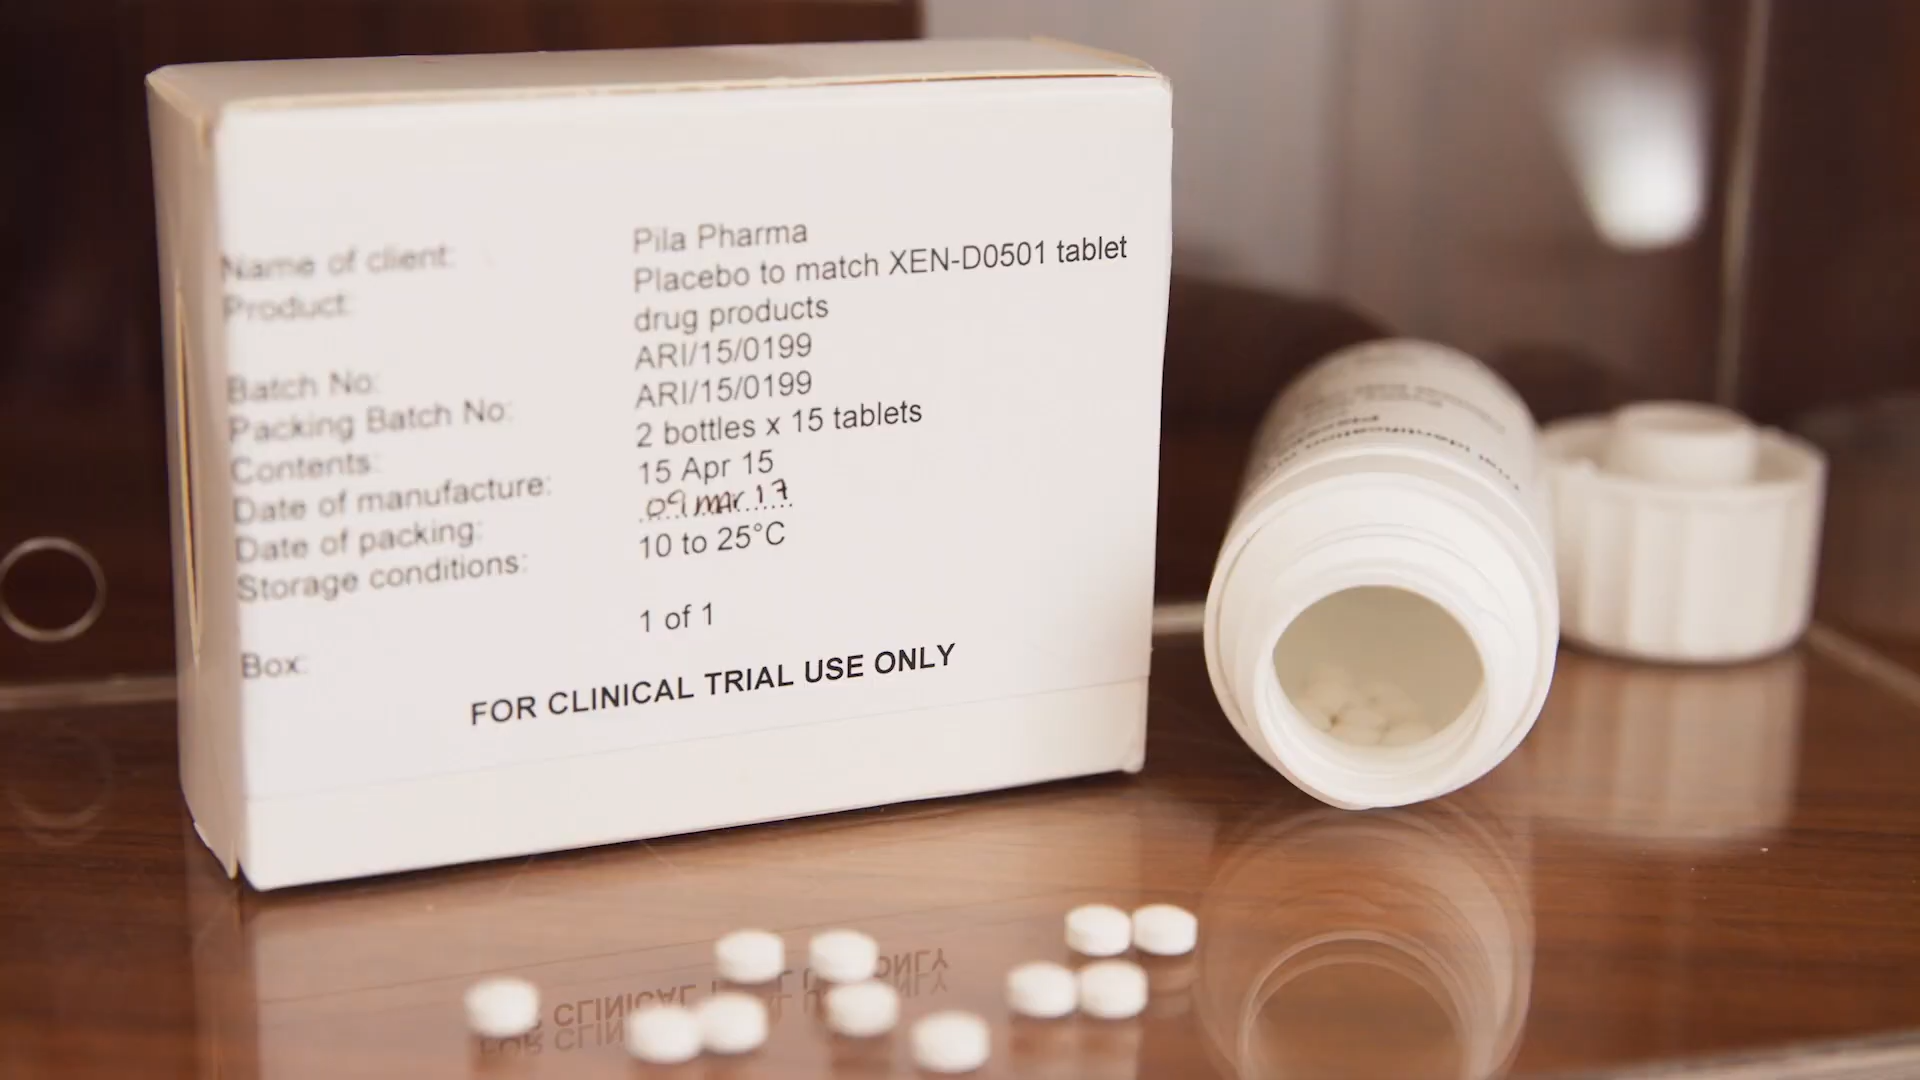 Name of client: Pila Pharma
Product: Placebo to match XEN-D0501 tablet
drug products
Batch No: ARI/15/0199
Packing Batch No: ARI/15/0199
Contents: 2 bottles x 15 tablets
Date of manufacture: 15 Apr 15
Date of packing: 09 mar 17
Storage conditions: 10 to 25°C
Box: 1 of 1
FOR CLINICAL TRIAL USE ONLY